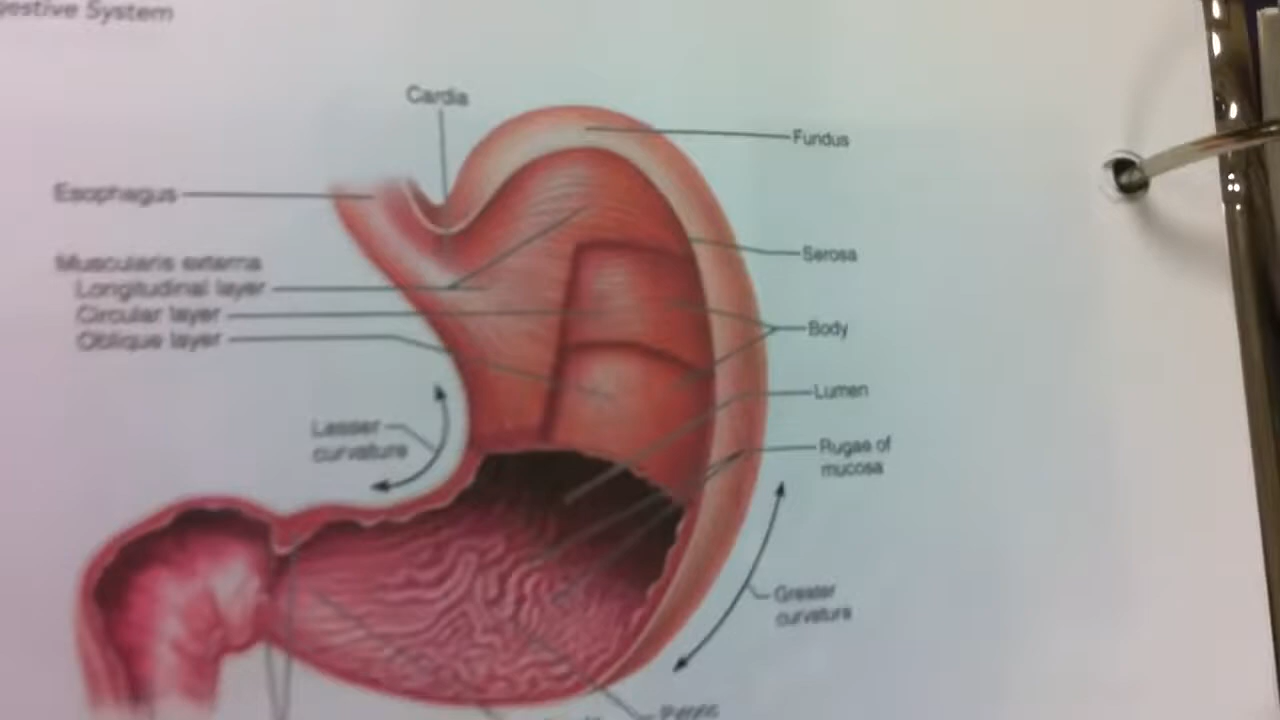 estive System
Cardia
Fundus
Esophagus
Serosa
Muscularis externa
Longitudinal layer
Circular layer
Oblique layer
Body
Lumen
Lesser
curvature
Rugae of
mucosa
Greater
curvature